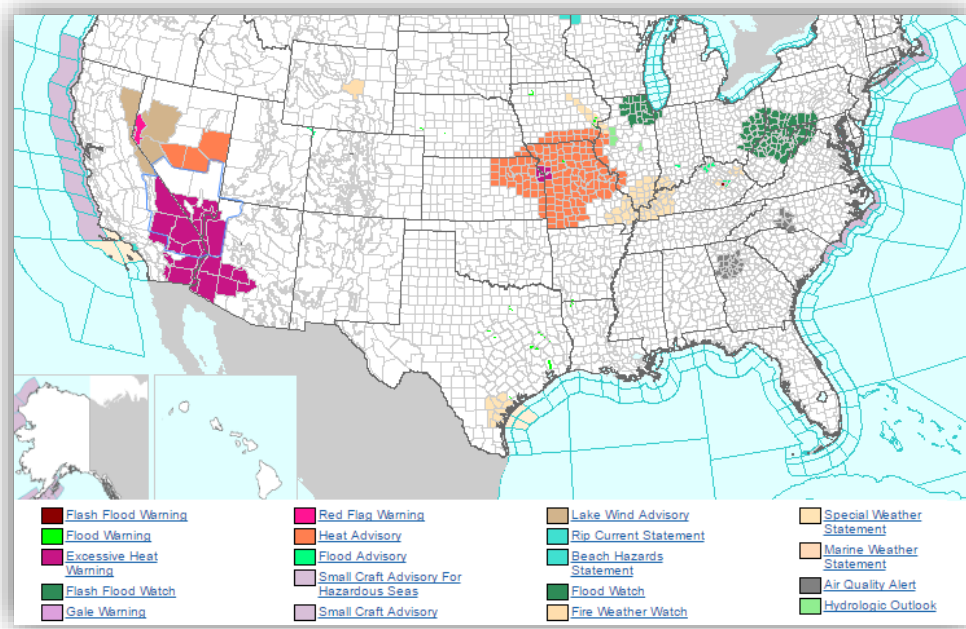 Flash Flood Warning
Flood Warning
Excessive Heat
Warning
Flash Flood Watch
Gale Warning
Red Flag Warning
Heat Advisory
Flood Advisory
Small Craft Advisory For
Hazardous Seas
Small Craft Advisory
Lake Wind Advisory
Rip Current Statement
Beach Hazards
Statement
Flood Watch
Fire Weather Watch
Special Weather
Statement
Marine Weather
Statement
Air Quality Alert
Hydrologic Outlook